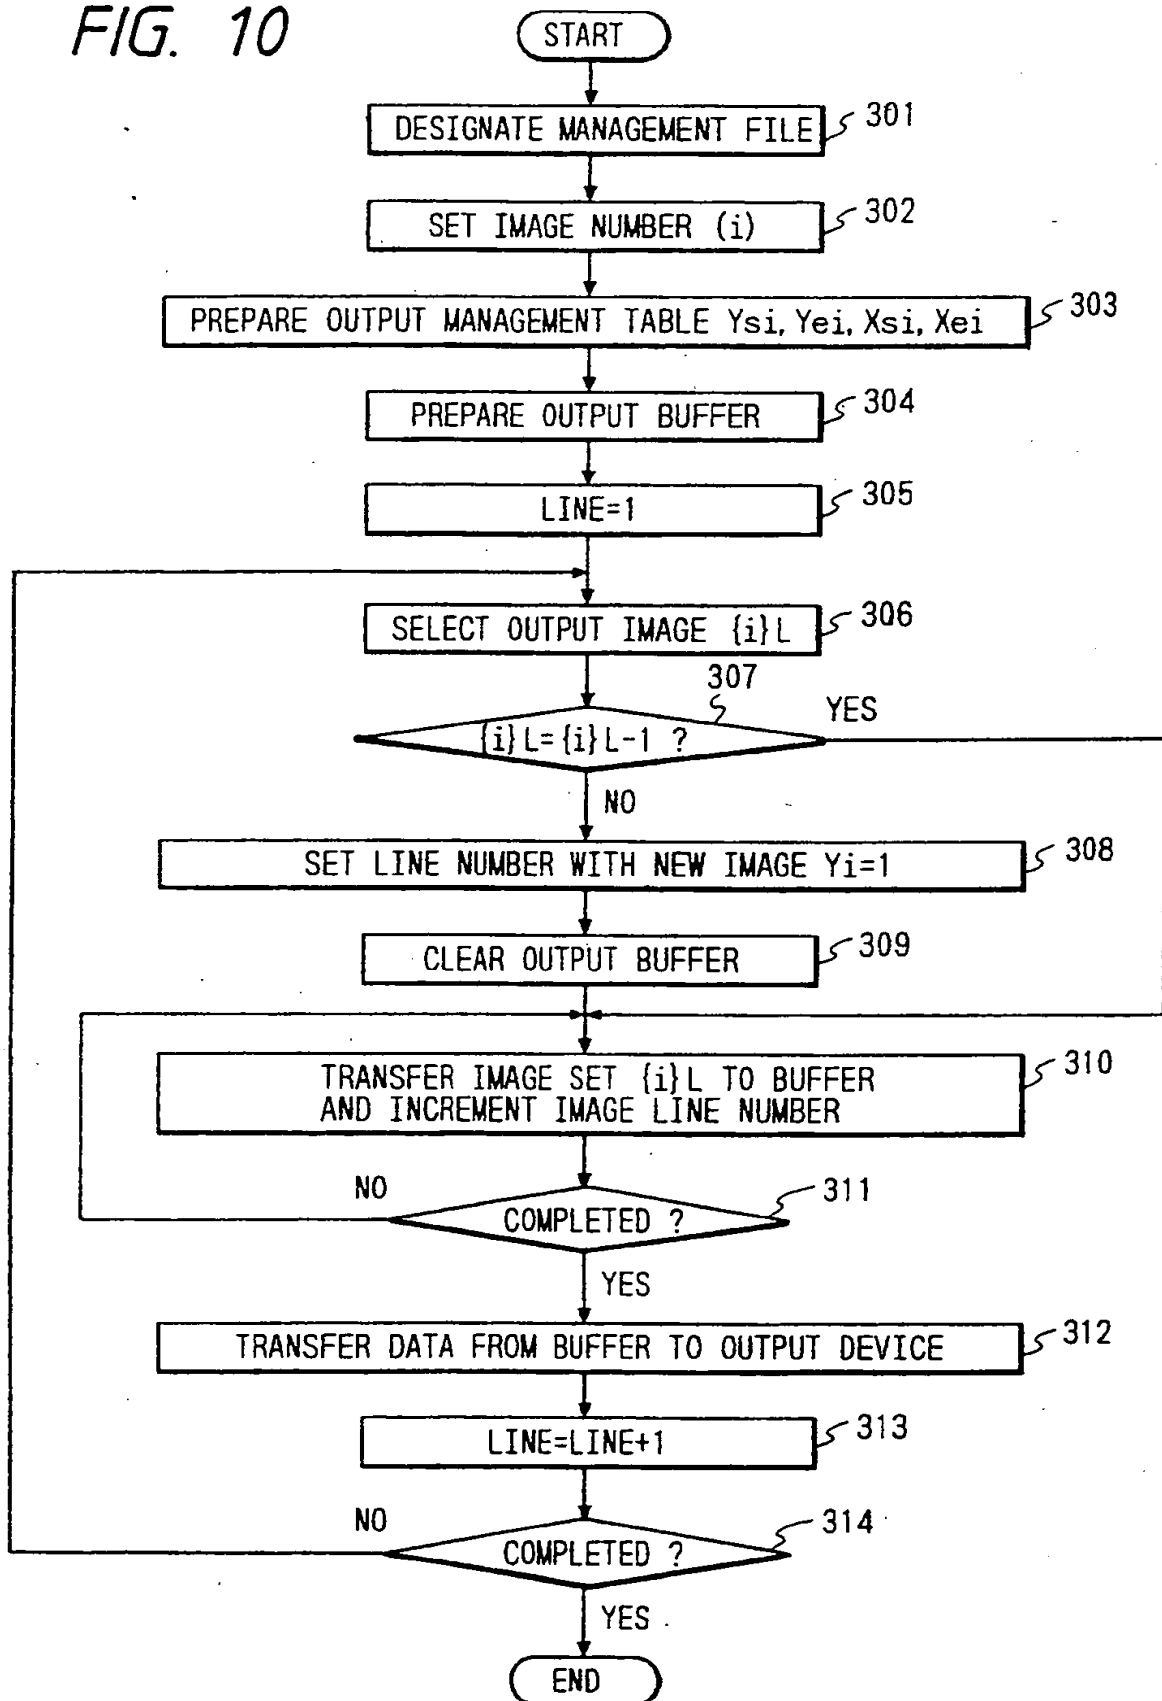 FIG. 10
START
DESIGNATE MANAGEMENT FILE 301
SET IMAGE NUMBER (i) 302
PREPARE OUTPUT MANAGEMENT TABLE Ysi, Yei, Xsi, Xei 303
PREPARE OUTPUT BUFFER 304
LINE=1 305
SELECT OUTPUT IMAGE {i}L 306
307
{i}L={i}L-1 ? YES
NO
SET LINE NUMBER WITH NEW IMAGE Yi=1 308
CLEAR OUTPUT BUFFER 309
TRANSFER IMAGE SET {i}L TO BUFFER 310
AND INCREMENT IMAGE LINE NUMBER
NO 311
COMPLETED ?
YES
TRANSFER DATA FROM BUFFER TO OUTPUT DEVICE 312
LINE=LINE+1 313
NO 314
COMPLETED ?
YES
END